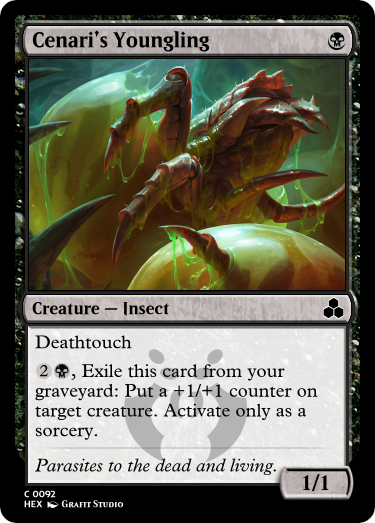 Cenari's Youngling
Creature — Insect
Deathtouch
2, Exile this card from your
graveyard: Put a +1/+1 counter on
target creature. Activate only as a
sorcery.
Parasites to the dead and living.
1/1
C 0092
HEX Grafit Studio